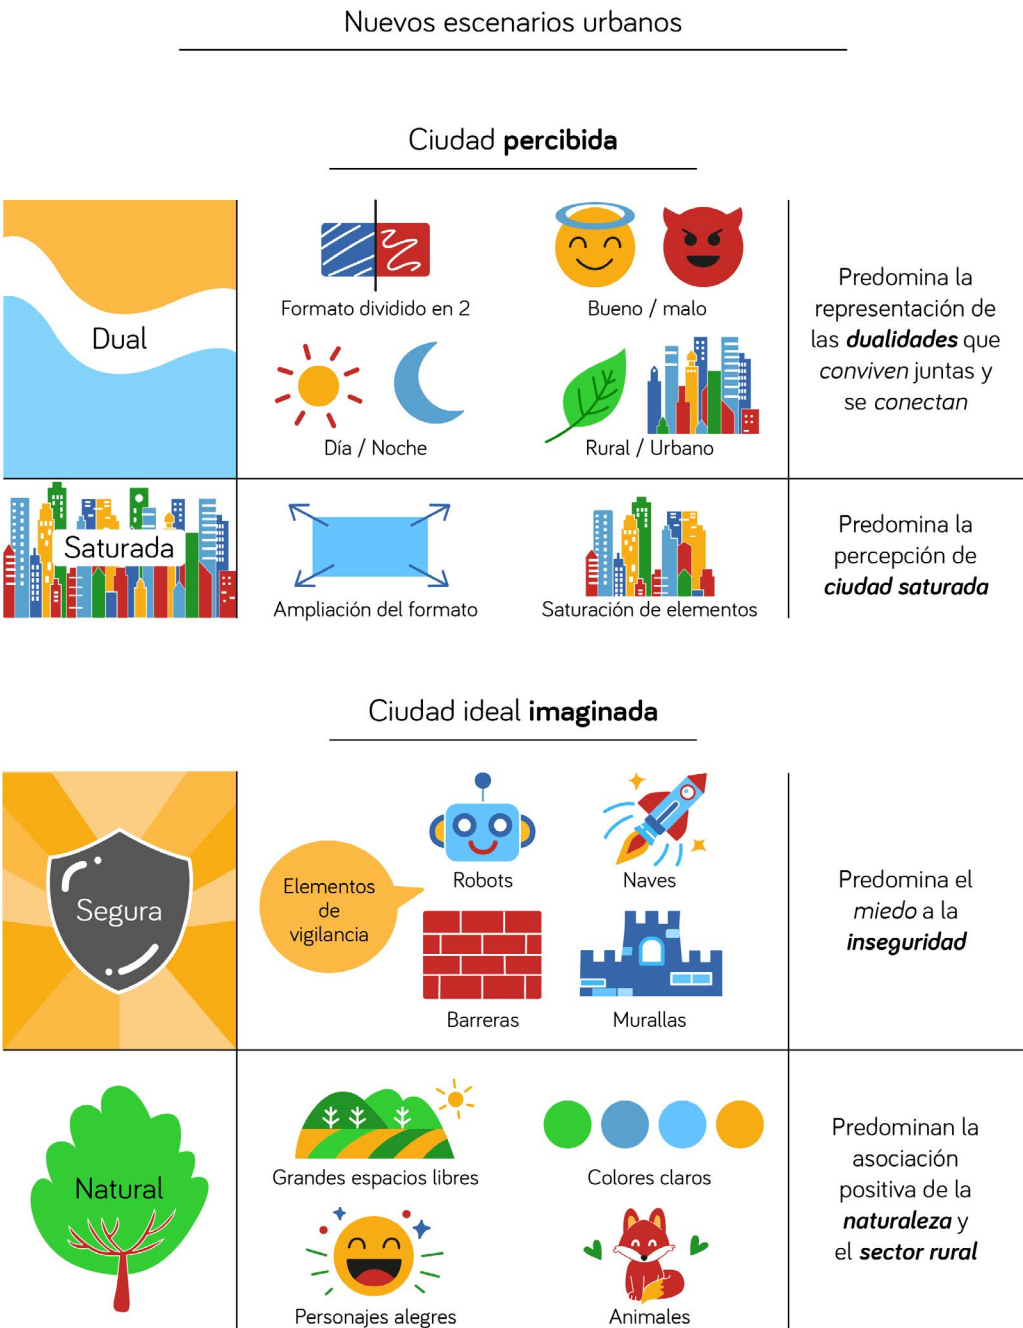 Nuevos escenarios urbanos
Ciudad percibida
Dual
Formato dividido en 2
Bueno / malo
Día / Noche
Rural / Urbano
Predomina la
representación de
las dualidades que
conviven juntas y
se conectan
Saturada
Ampliación del formato
Saturación de elementos
Predomina la
percepción de
ciudad saturada
Ciudad ideal imaginada
Segura
Elementos
de
vigilancia
Robots
Naves
Barreras
Murallas
Predomina el
miedo a la
inseguridad
Natural
Grandes espacios libres
Colores claros
Personajes alegres
Animales
Predominan la
asociación
positiva de la
naturaleza y
el sector rural